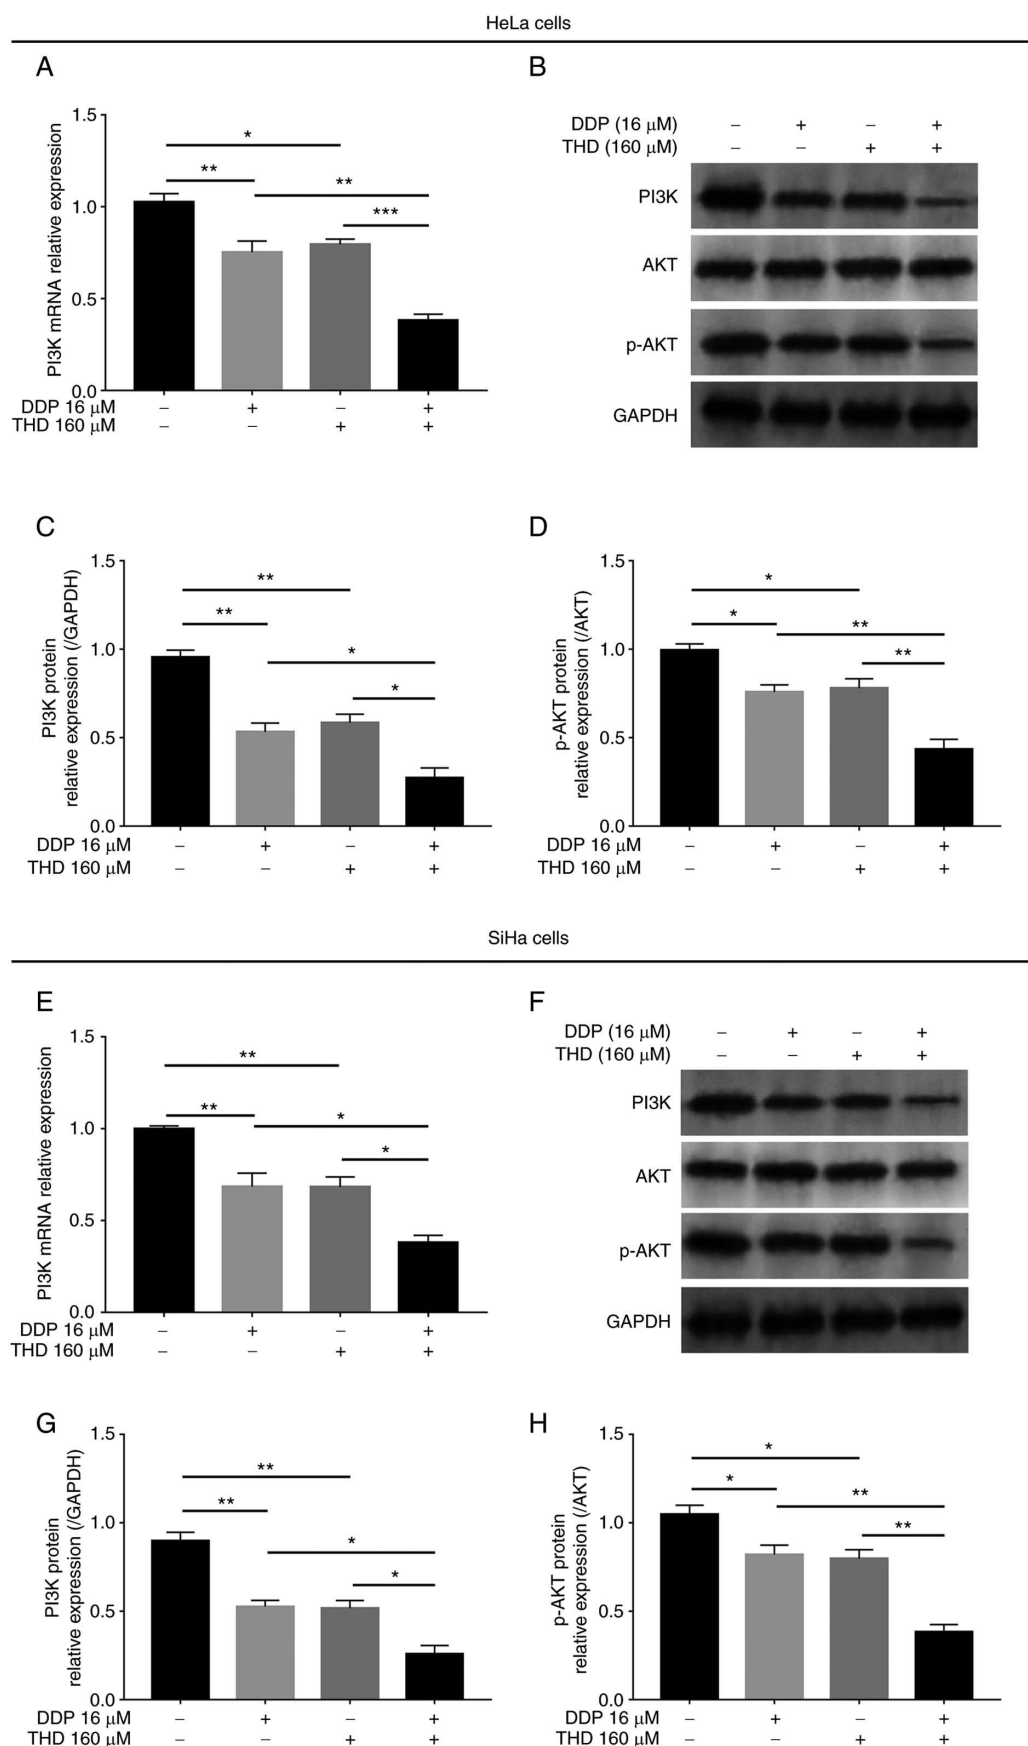 HeLa cells
A
PI3K mRNA relative expression
1.5
1.0
0.5
0.0
*
**
**
***
DDP 16 μM – + – +
THD 160 μM – – + +
B
DDP (16 μM) – + – +
THD (160 μM) – – + +
PI3K
AKT
p-AKT
GAPDH
C
PI3K protein
relative expression (/GAPDH)
1.5
1.0
0.5
0.0
**
**
*
*
DDP 16 μM – + – +
THD 160 μM – – + +
D
p-AKT protein
relative expression (/AKT)
1.5
1.0
0.5
0.0
*
*
**
**
DDP 16 μM – + – +
THD 160 μM – – + +
SiHa cells
E
PI3K mRNA relative expression
1.5
1.0
0.5
0.0
**
**
*
*
DDP 16 μM – + – +
THD 160 μM – – + +
F
DDP (16 μM) – + – +
THD (160 μM) – – + +
PI3K
AKT
p-AKT
GAPDH
G
PI3K protein
relative expression (/GAPDH)
1.5
1.0
0.5
0.0
**
**
*
*
DDP 16 μM – + – +
THD 160 μM – – + +
H
p-AKT protein
relative expression (/AKT)
1.5
1.0
0.5
0.0
*
*
**
**
DDP 16 μM – + – +
THD 160 μM – – + +